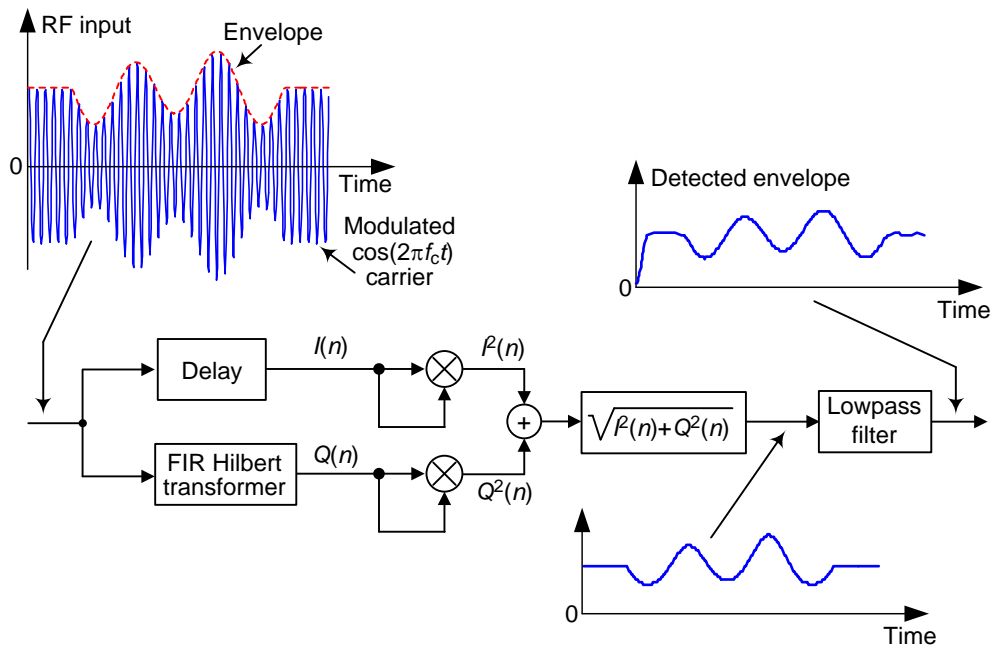 RF input
Envelope
0
Time
Modulated
cos(2πf_c t)
carrier
Detected envelope
0
Time
Delay
I(n)
I²(n)
+
√I²(n)+Q²(n)
Lowpass
filter
FIR Hilbert
transformer
Q(n)
Q²(n)
0
Time